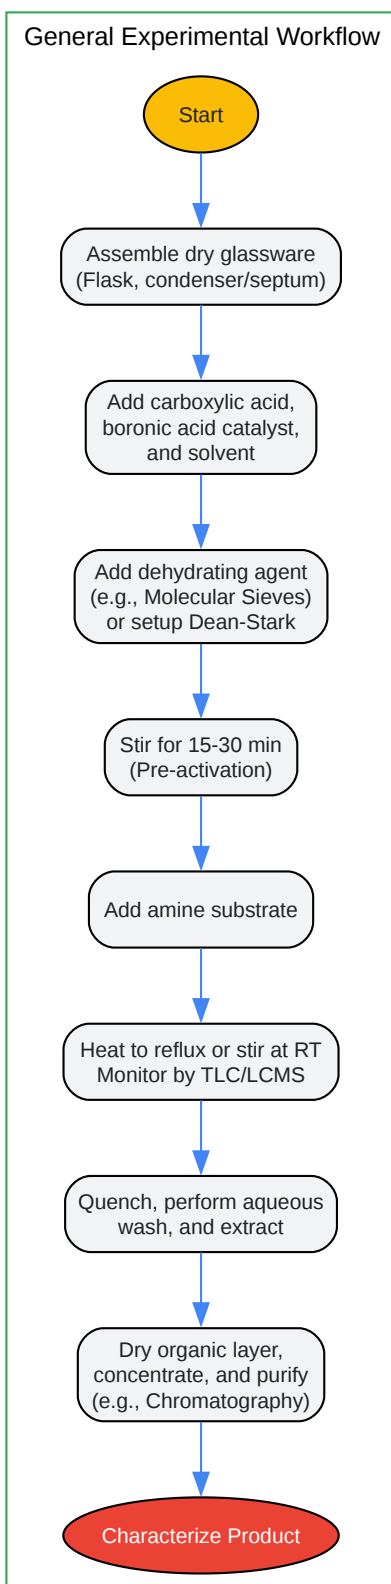 General Experimental Workflow
Start
Assemble dry glassware
(Flask, condenser/septum)
Add carboxylic acid,
boronic acid catalyst,
and solvent
Add dehydrating agent
(e.g., Molecular Sieves)
or setup Dean-Stark
Stir for 15-30 min
(Pre-activation)
Add amine substrate
Heat to reflux or stir at RT
Monitor by TLC/LCMS
Quench, perform aqueous
wash, and extract
Dry organic layer,
concentrate, and purify
(e.g., Chromatography)
Characterize Product